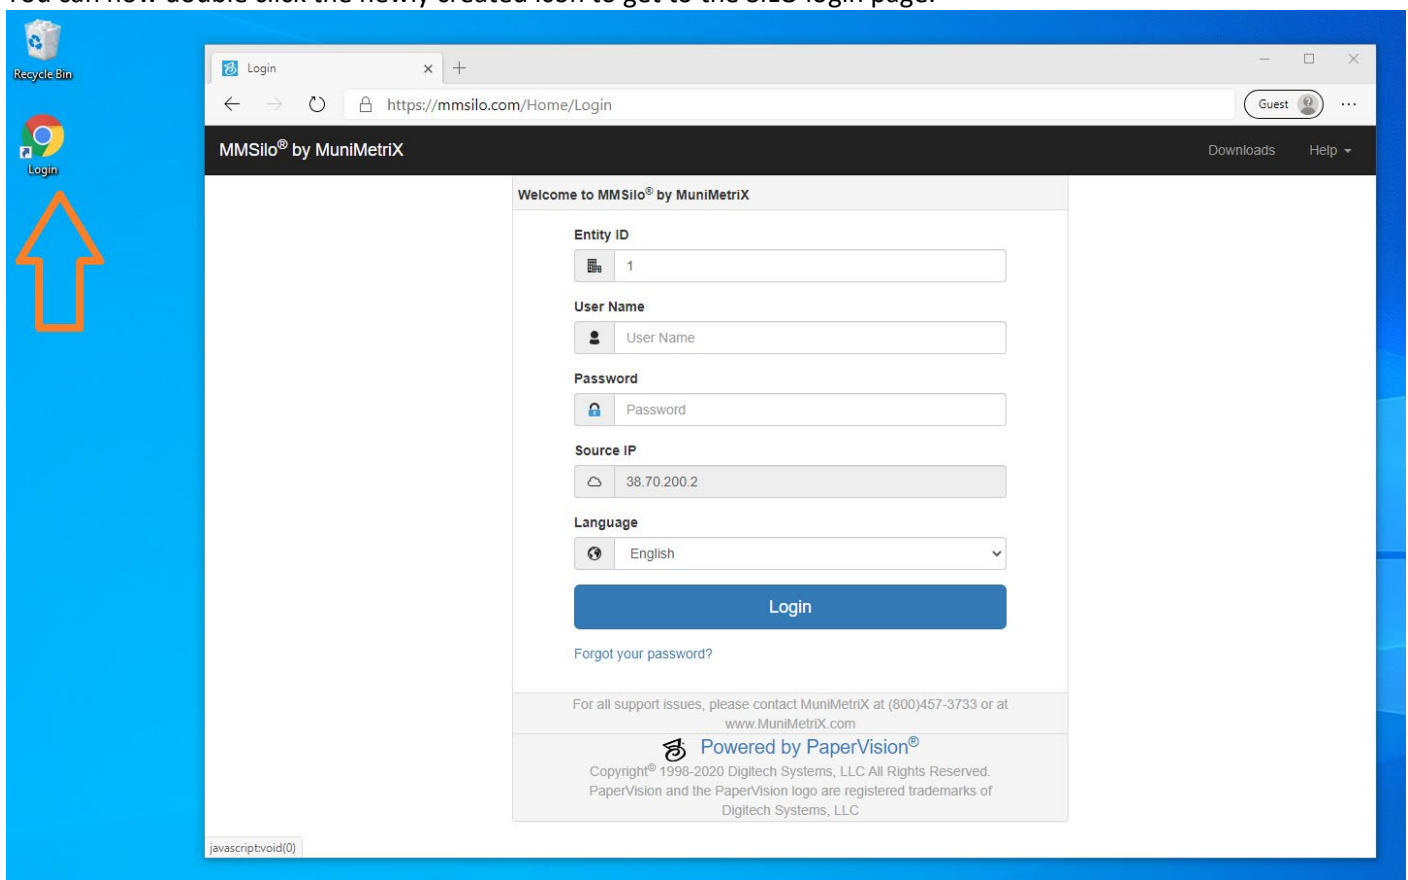 You can now double click the newly created icon to get to the SILO login page.
Recycle Bin
Login
Login
https://mmsilo.com/Home/Login
Guest
MMSilo® by MuniMetriX
Downloads
Help
Welcome to MMSilo® by MuniMetriX
Entity ID
1
User Name
User Name
Password
Password
Source IP
38.70.200.2
Language
English
Login
Forgot your password?
For all support issues, please contact MuniMetriX at (800)457-3733 or at
www.MuniMetriX.com
Powered by PaperVision®
Copyright® 1998-2020 Digitech Systems, LLC All Rights Reserved.
PaperVision and the PaperVision logo are registered trademarks of
Digitech Systems, LLC
javascript:void(0)